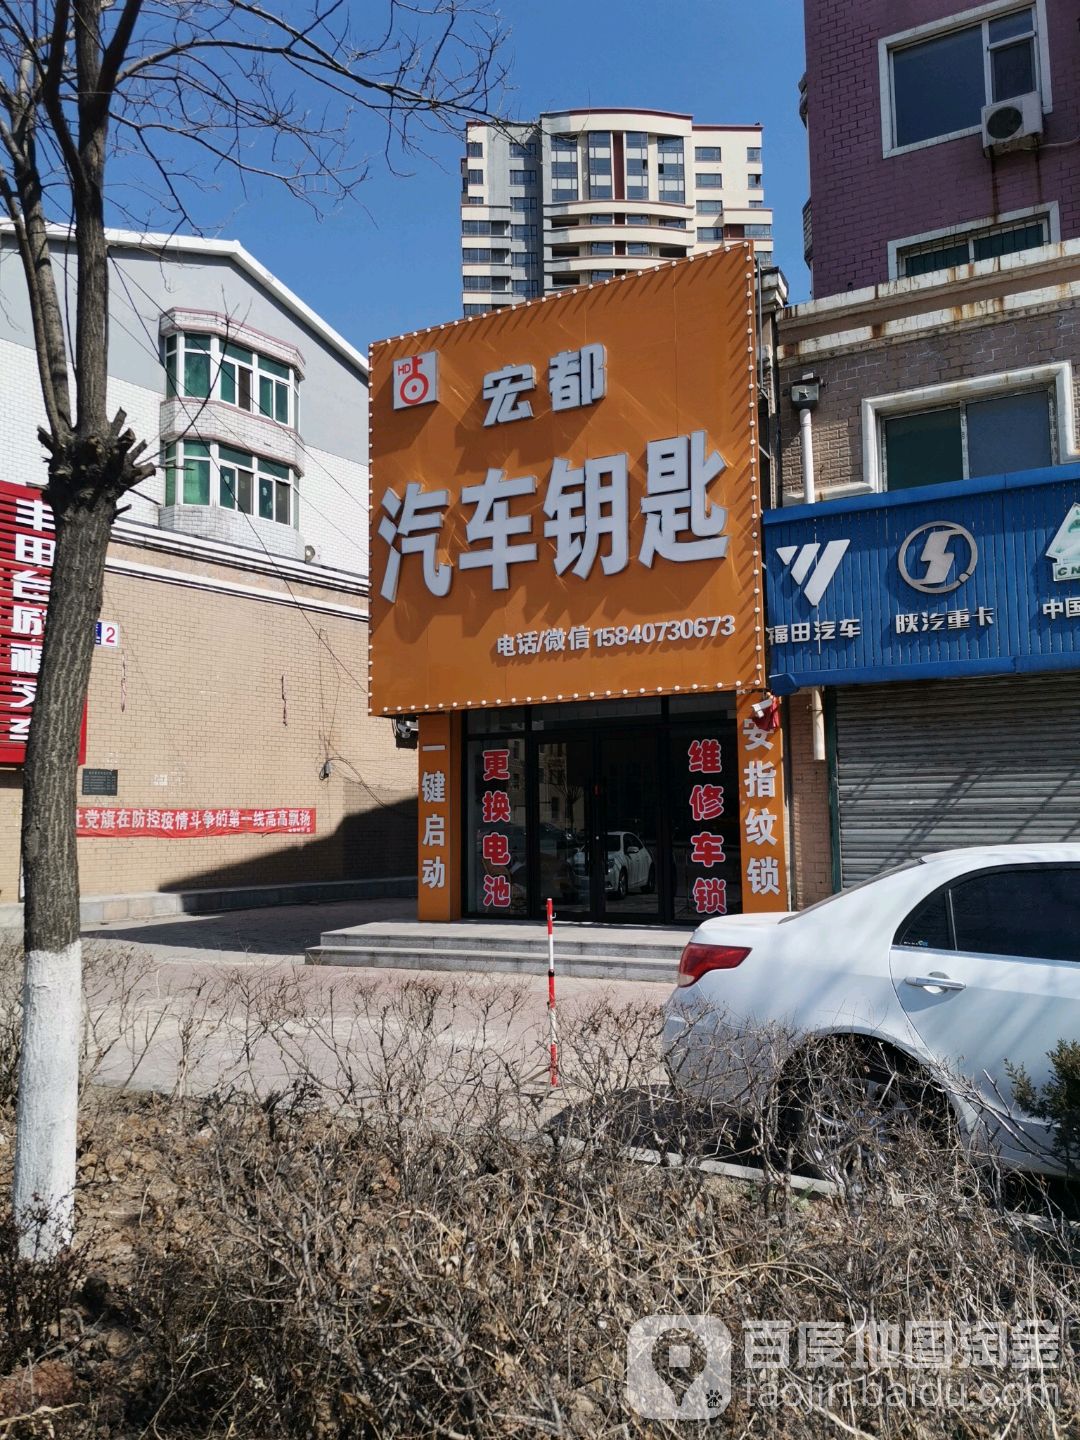 HD
宏都
汽车钥匙
电话/微信 15840730673
一键启动
更换电池
维修车锁
安指纹锁
福田汽车
陕汽重卡
中国
CN
2
党旗在防控疫情斗争的第一线高高飘扬
百度地图淘金
taojin.baidu.com